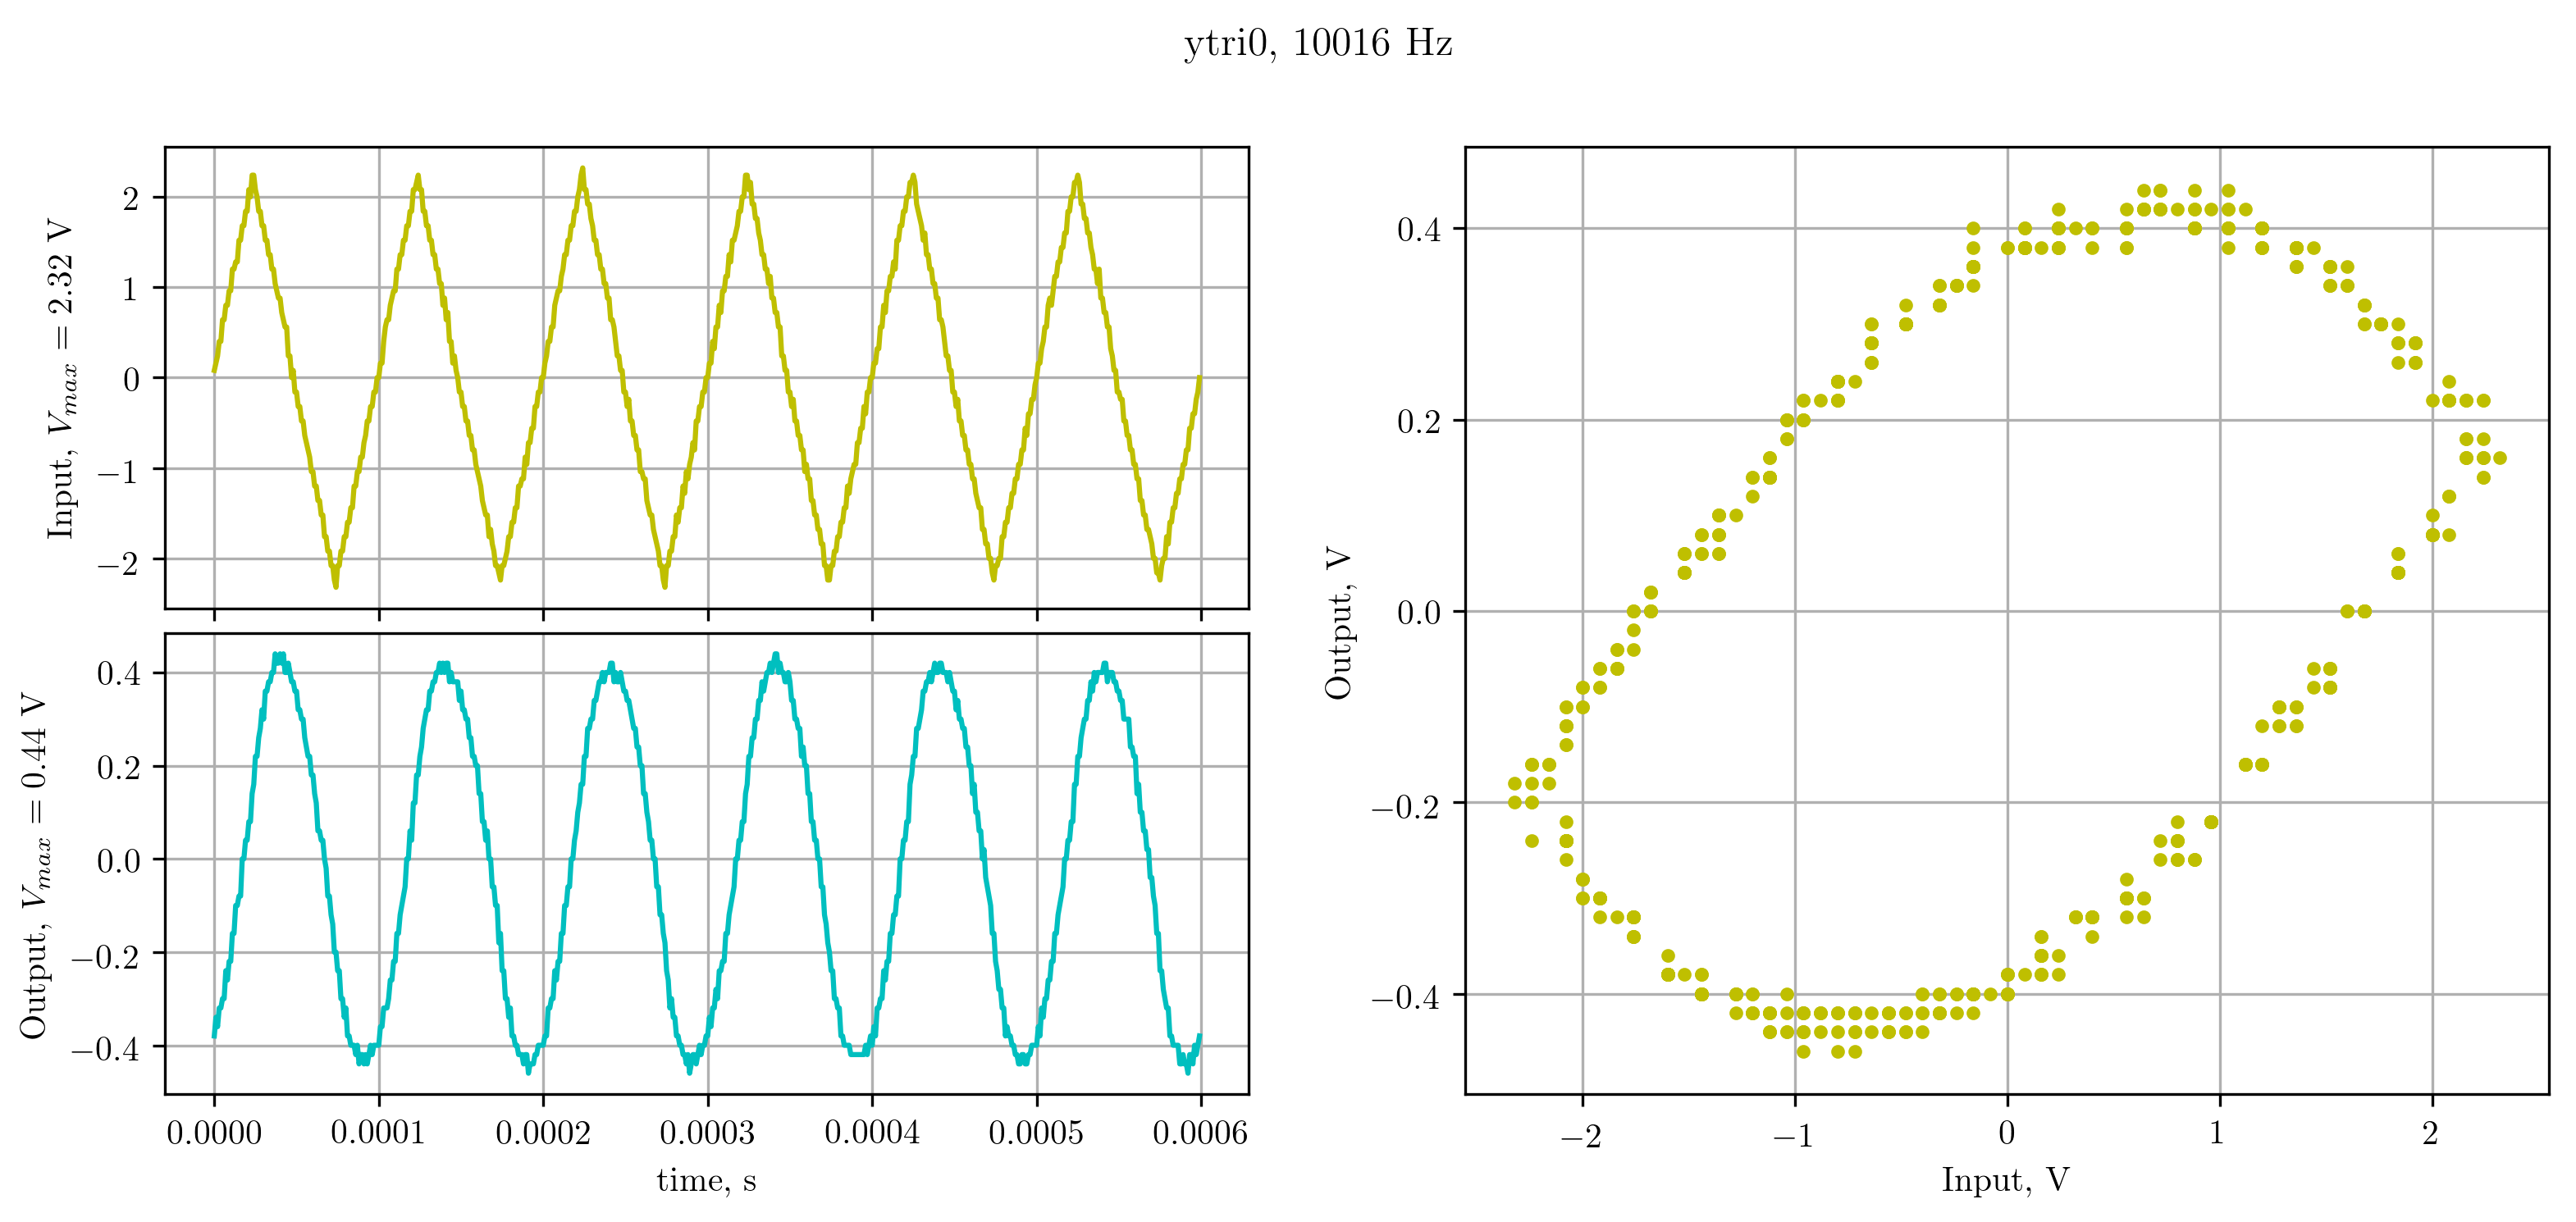 ytri0, 10016 Hz
Input, Vmax = 2.32 V
2
1
0
−1
−2
Output, Vmax = 0.44 V
0.4
0.2
0.0
−0.2
−0.4
0.0000 0.0001 0.0002 0.0003 0.0004 0.0005 0.0006
time, s
Output, V
0.4
0.2
0.0
−0.2
−0.4
−2 −1 0 1 2
Input, V